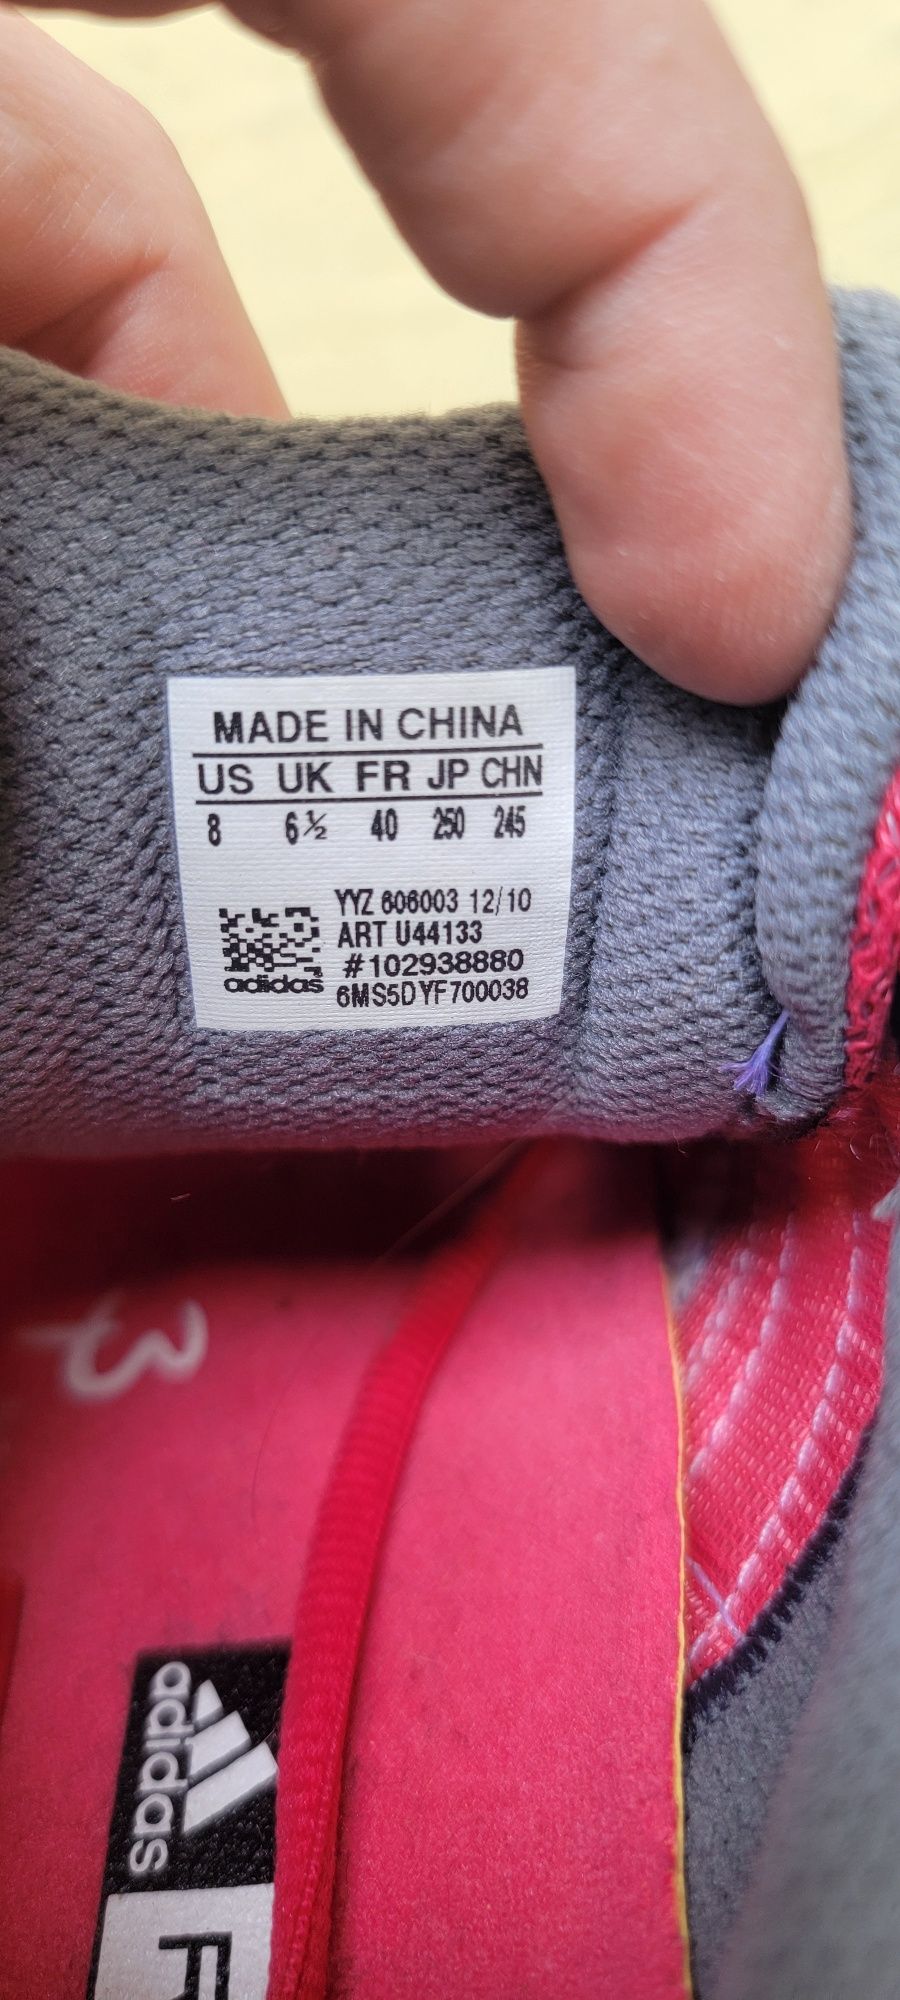 MADE IN CHINA
US UK FR JP CHN
8 6½ 40 250 245
YYZ 606003 12/10
ART U44133
#102938880
adidas
6MS5DYF700038
3
adidas
F